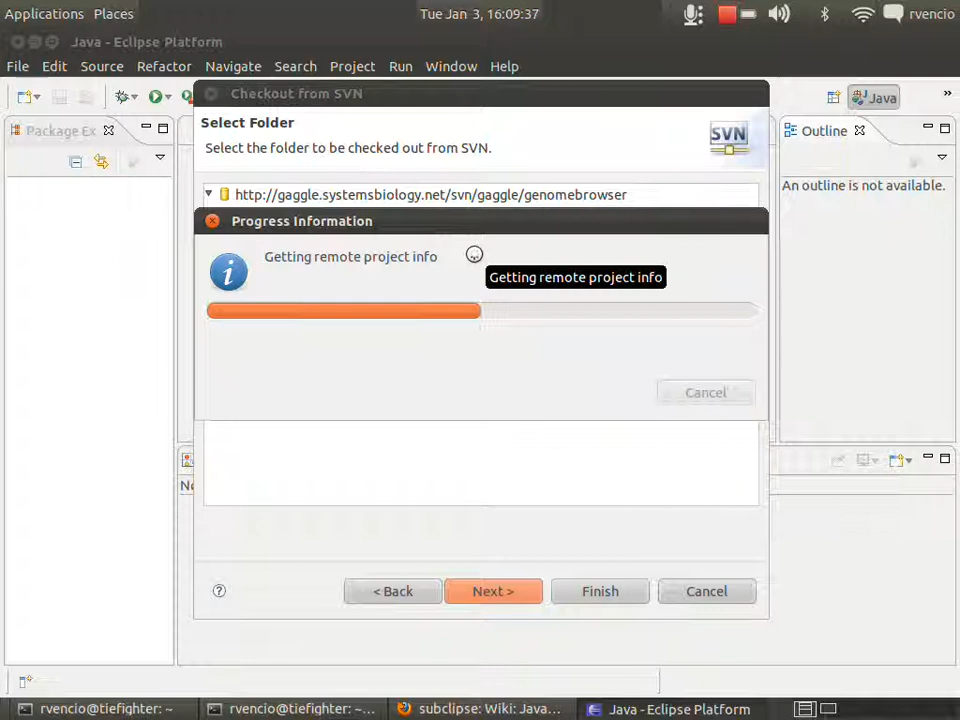 Applications Places
Tue Jan 3, 16:09:37
rvencio
Java - Eclipse Platform
File Edit Source Refactor Navigate Search Project Run Window Help
Java
»
Checkout from SVN
Select Folder
Select the folder to be checked out from SVN.
SVN
Package Ex
Outline
An outline is not available.
http://gaggle.systemsbiology.net/svn/gaggle/genomebrowser
Progress Information
Getting remote project info
Getting remote project info
Cancel
< Back
Next >
Finish
Cancel
rvencio@tiefighter: ~
rvencio@tiefighter: ~...
subclipse: Wiki: Java...
Java - Eclipse Platform